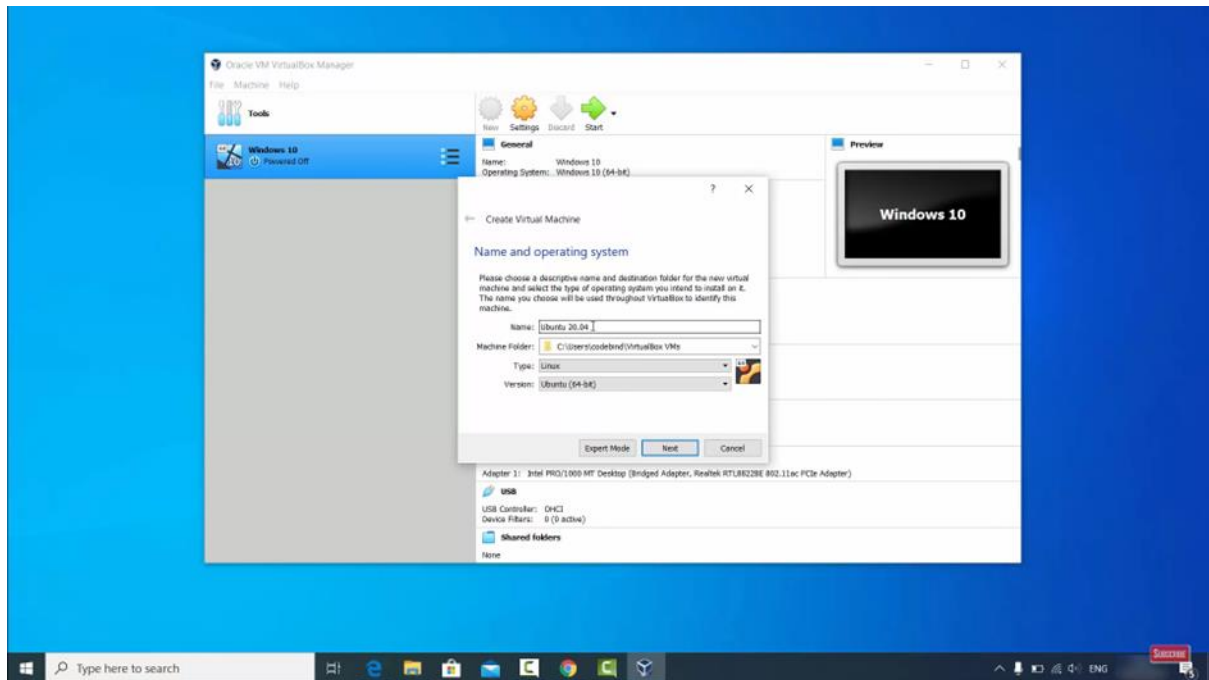 Oracle VM VirtualBox Manager
File Machine Help
Tools
New Settings Discard Start
Windows 10
Powered Off
General
Name: Windows 10
Operating System: Windows 10 (64-bit)
Preview
Windows 10
? 
Create Virtual Machine
Name and operating system
Please choose a descriptive name and destination folder for the new virtual
machine and select the type of operating system you intend to install on it.
The name you choose will be used throughout VirtualBox to identify this
machine.
Name: Ubuntu 20.04
Machine Folder: C:\Users\codebind\VirtualBox VMs
Type: Linux
Version: Ubuntu (64-bit)
Expert Mode Next Cancel
Adapter 1: Intel PRO/1000 MT Desktop (Bridged Adapter, Realtek RTL8822BE 802.11ac PCIe Adapter)
USB
USB Controller: OHCI
Device Filters: 0 (0 active)
Shared folders
None
Type here to search
ENG
SUBSCRIBE
5